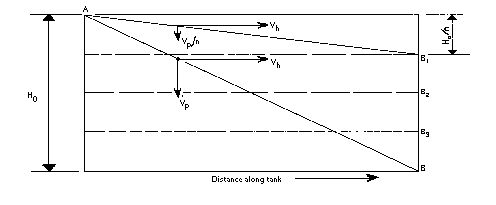 A
Vh
Vp/n
H0/n
B1
Vh
H0
Vp
B2
B3
B
Distance along tank